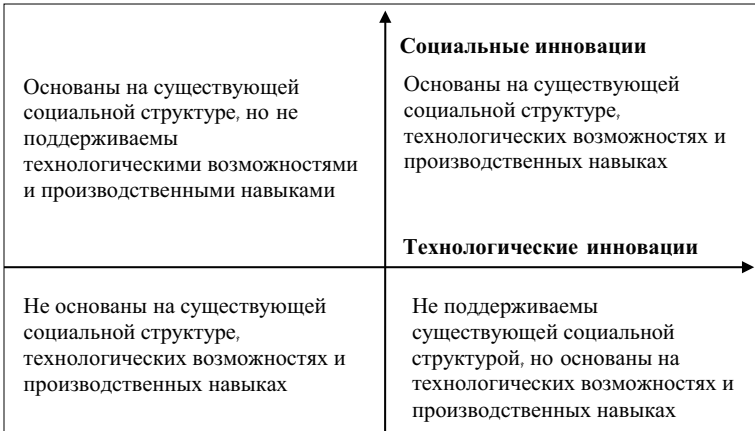 Социальные инновации
Основаны на существующей
социальной структуре, но не
поддерживаемы
технологическими возможностями
и производственными навыками
Основаны на существующей
социальной структуре,
технологических возможностях и
производственных навыках
Технологические инновации
Не основаны на существующей
социальной структуре,
технологических возможностях и
производственных навыках
Не поддерживаемы
существующей социальной
структурой, но основаны на
технологических возможностях и
производственных навыках